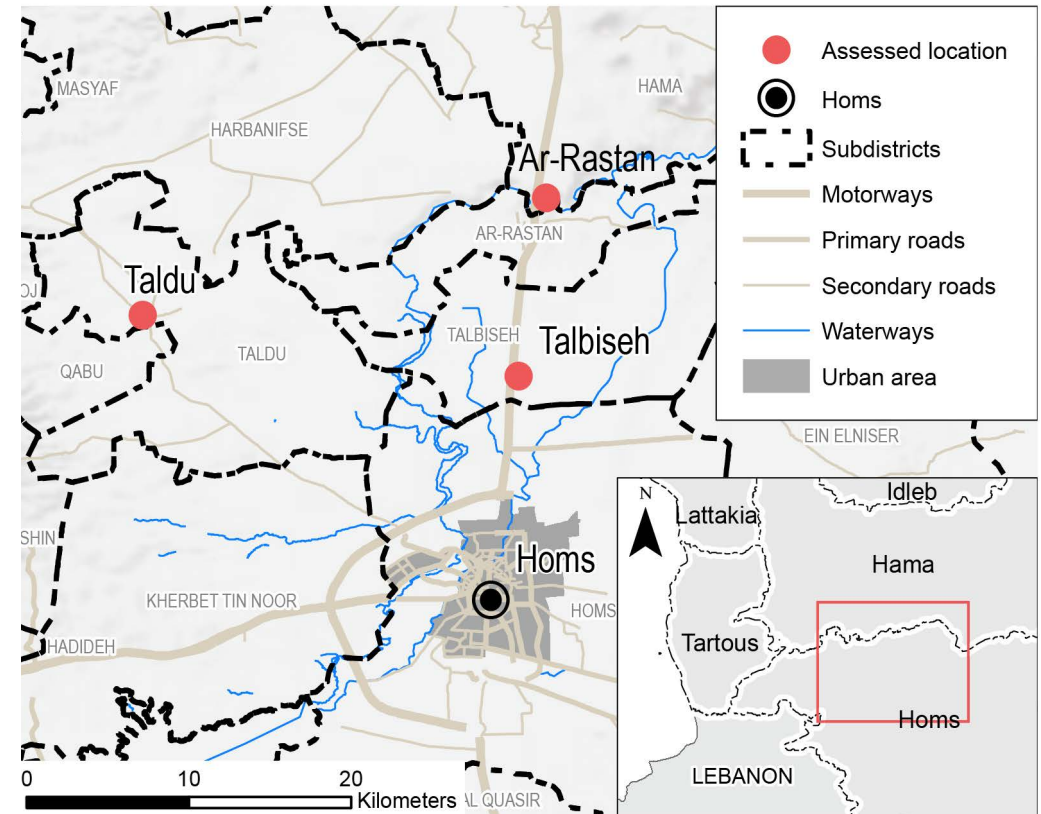 MASYAF
HAMA
HARBANIFSE
Ar-Rastan
AR-RASTAN
Taldu
OJ
TALBISEH
Talbiseh
TALDU
QABU
EIN ELNISER
SHIN
Homs
KHERBET TIN NOOR
HOMS
HADIDEH
AL QUASIR
0 10 20
Kilometers
Assessed location
Homs
Subdistricts
Motorways
Primary roads
Secondary roads
Waterways
Urban area
N
Idleb
Lattakia
Hama
Tartous
Homs
LEBANON